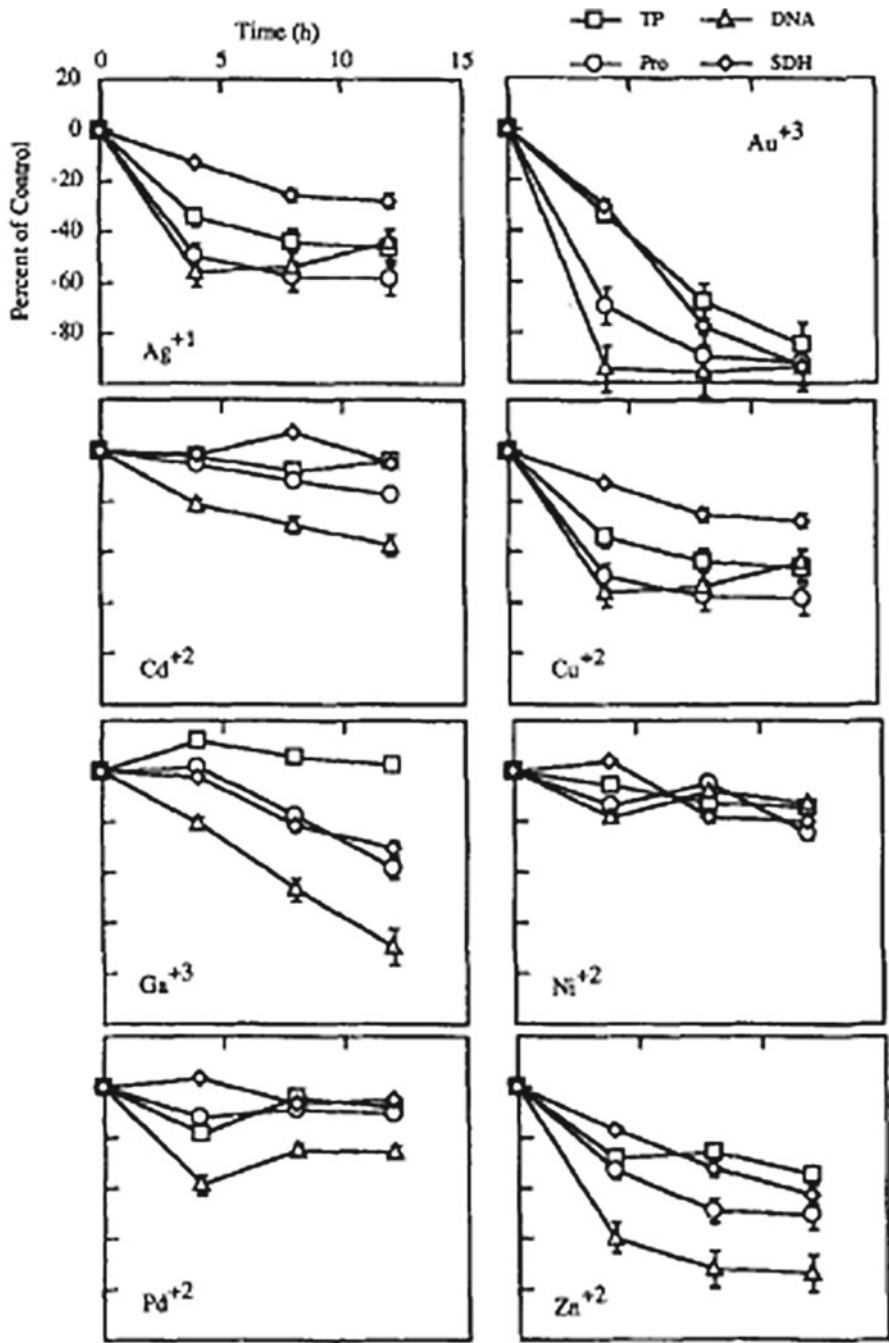 Time (h)
0 5 10 15
TP DNA
Pro SDH
20
0
-20
-40
-60
-80
Percent of Control
Ag+1
Au+3
Cd+2
Cu+2
Ga+3
Ni+2
Pd+2
Zn+2